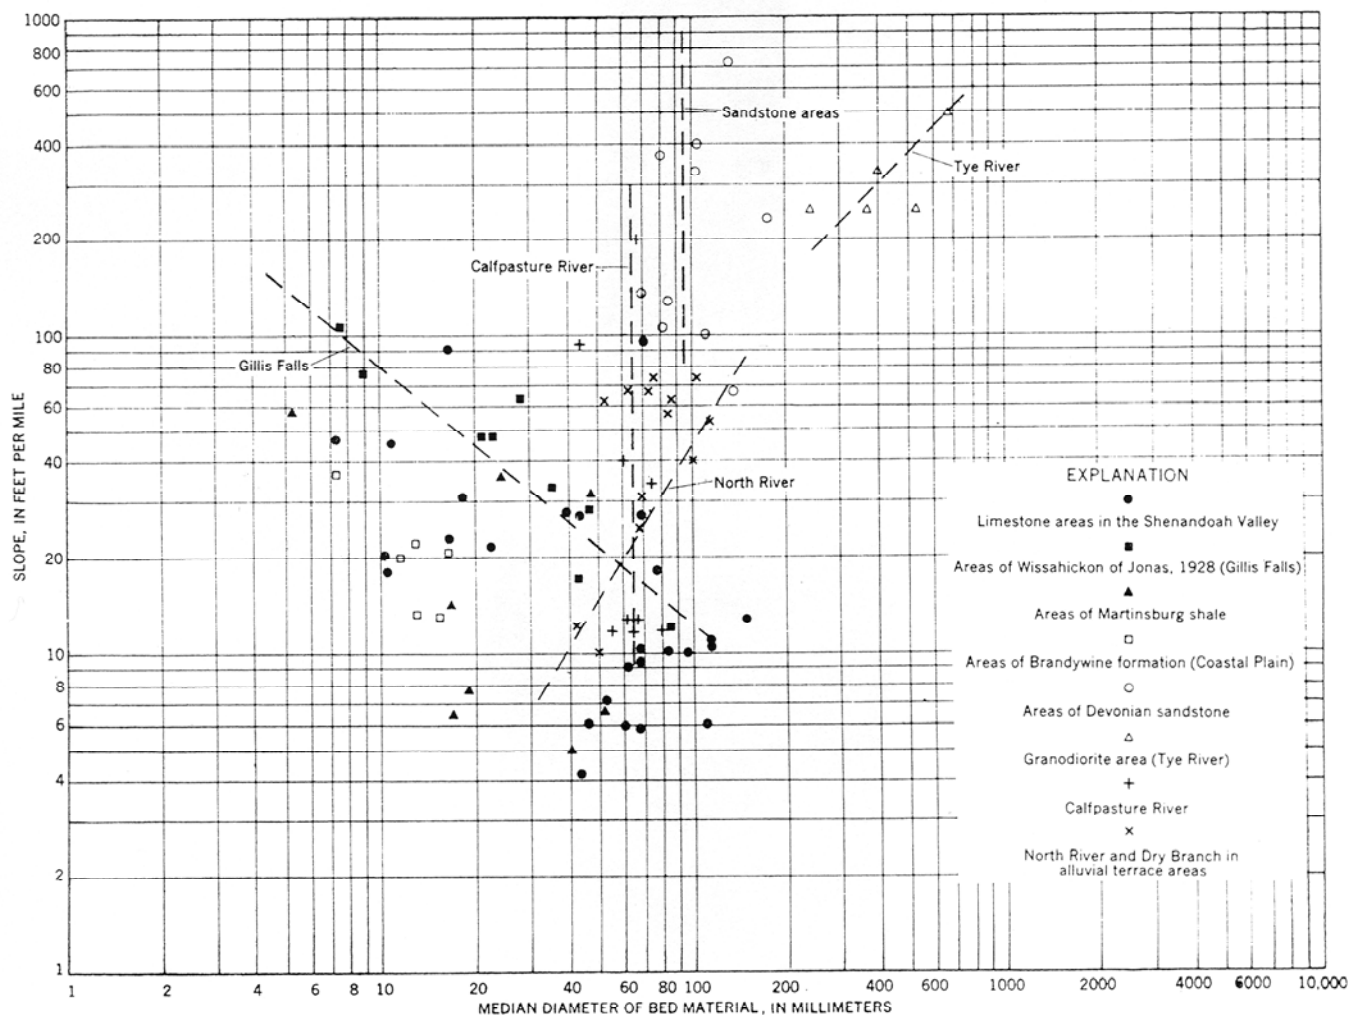 1000
800
600
400
200
100
80
60
40
20
10
8
6
4
2
1
SLOPE, IN FEET PER MILE
Sandstone areas
Tye River
Calfpasture River
Gillis Falls
North River
EXPLANATION
Limestone areas in the Shenandoah Valley
Areas of Wissahickon of Jonas, 1928 (Gillis Falls)
Areas of Martinsburg shale
Areas of Brandywine formation (Coastal Plain)
Areas of Devonian sandstone
Granodiorite area (Tye River)
Calfpasture River
North River and Dry Branch in
alluvial terrace areas
1 2 4 6 8 10 20 40 60 80 100 200 400 600 1000 2000 4000 6000 10,000
MEDIAN DIAMETER OF BED MATERIAL, IN MILLIMETERS